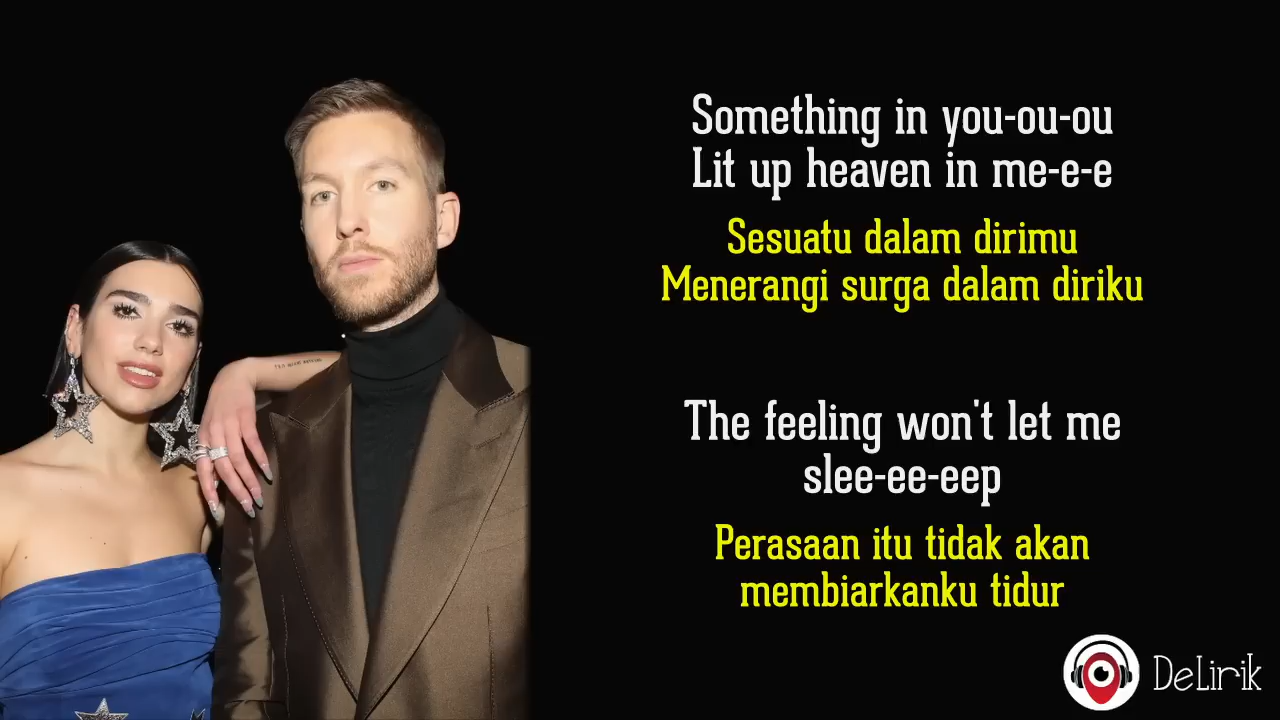 Something in you-ou-ou
Lit up heaven in me-e-e
Sesuatu dalam dirimu
Menerangi surga dalam diriku
The feeling won't let me
slee-ee-eep
Perasaan itu tidak akan
membiarkanku tidur
DeLirik